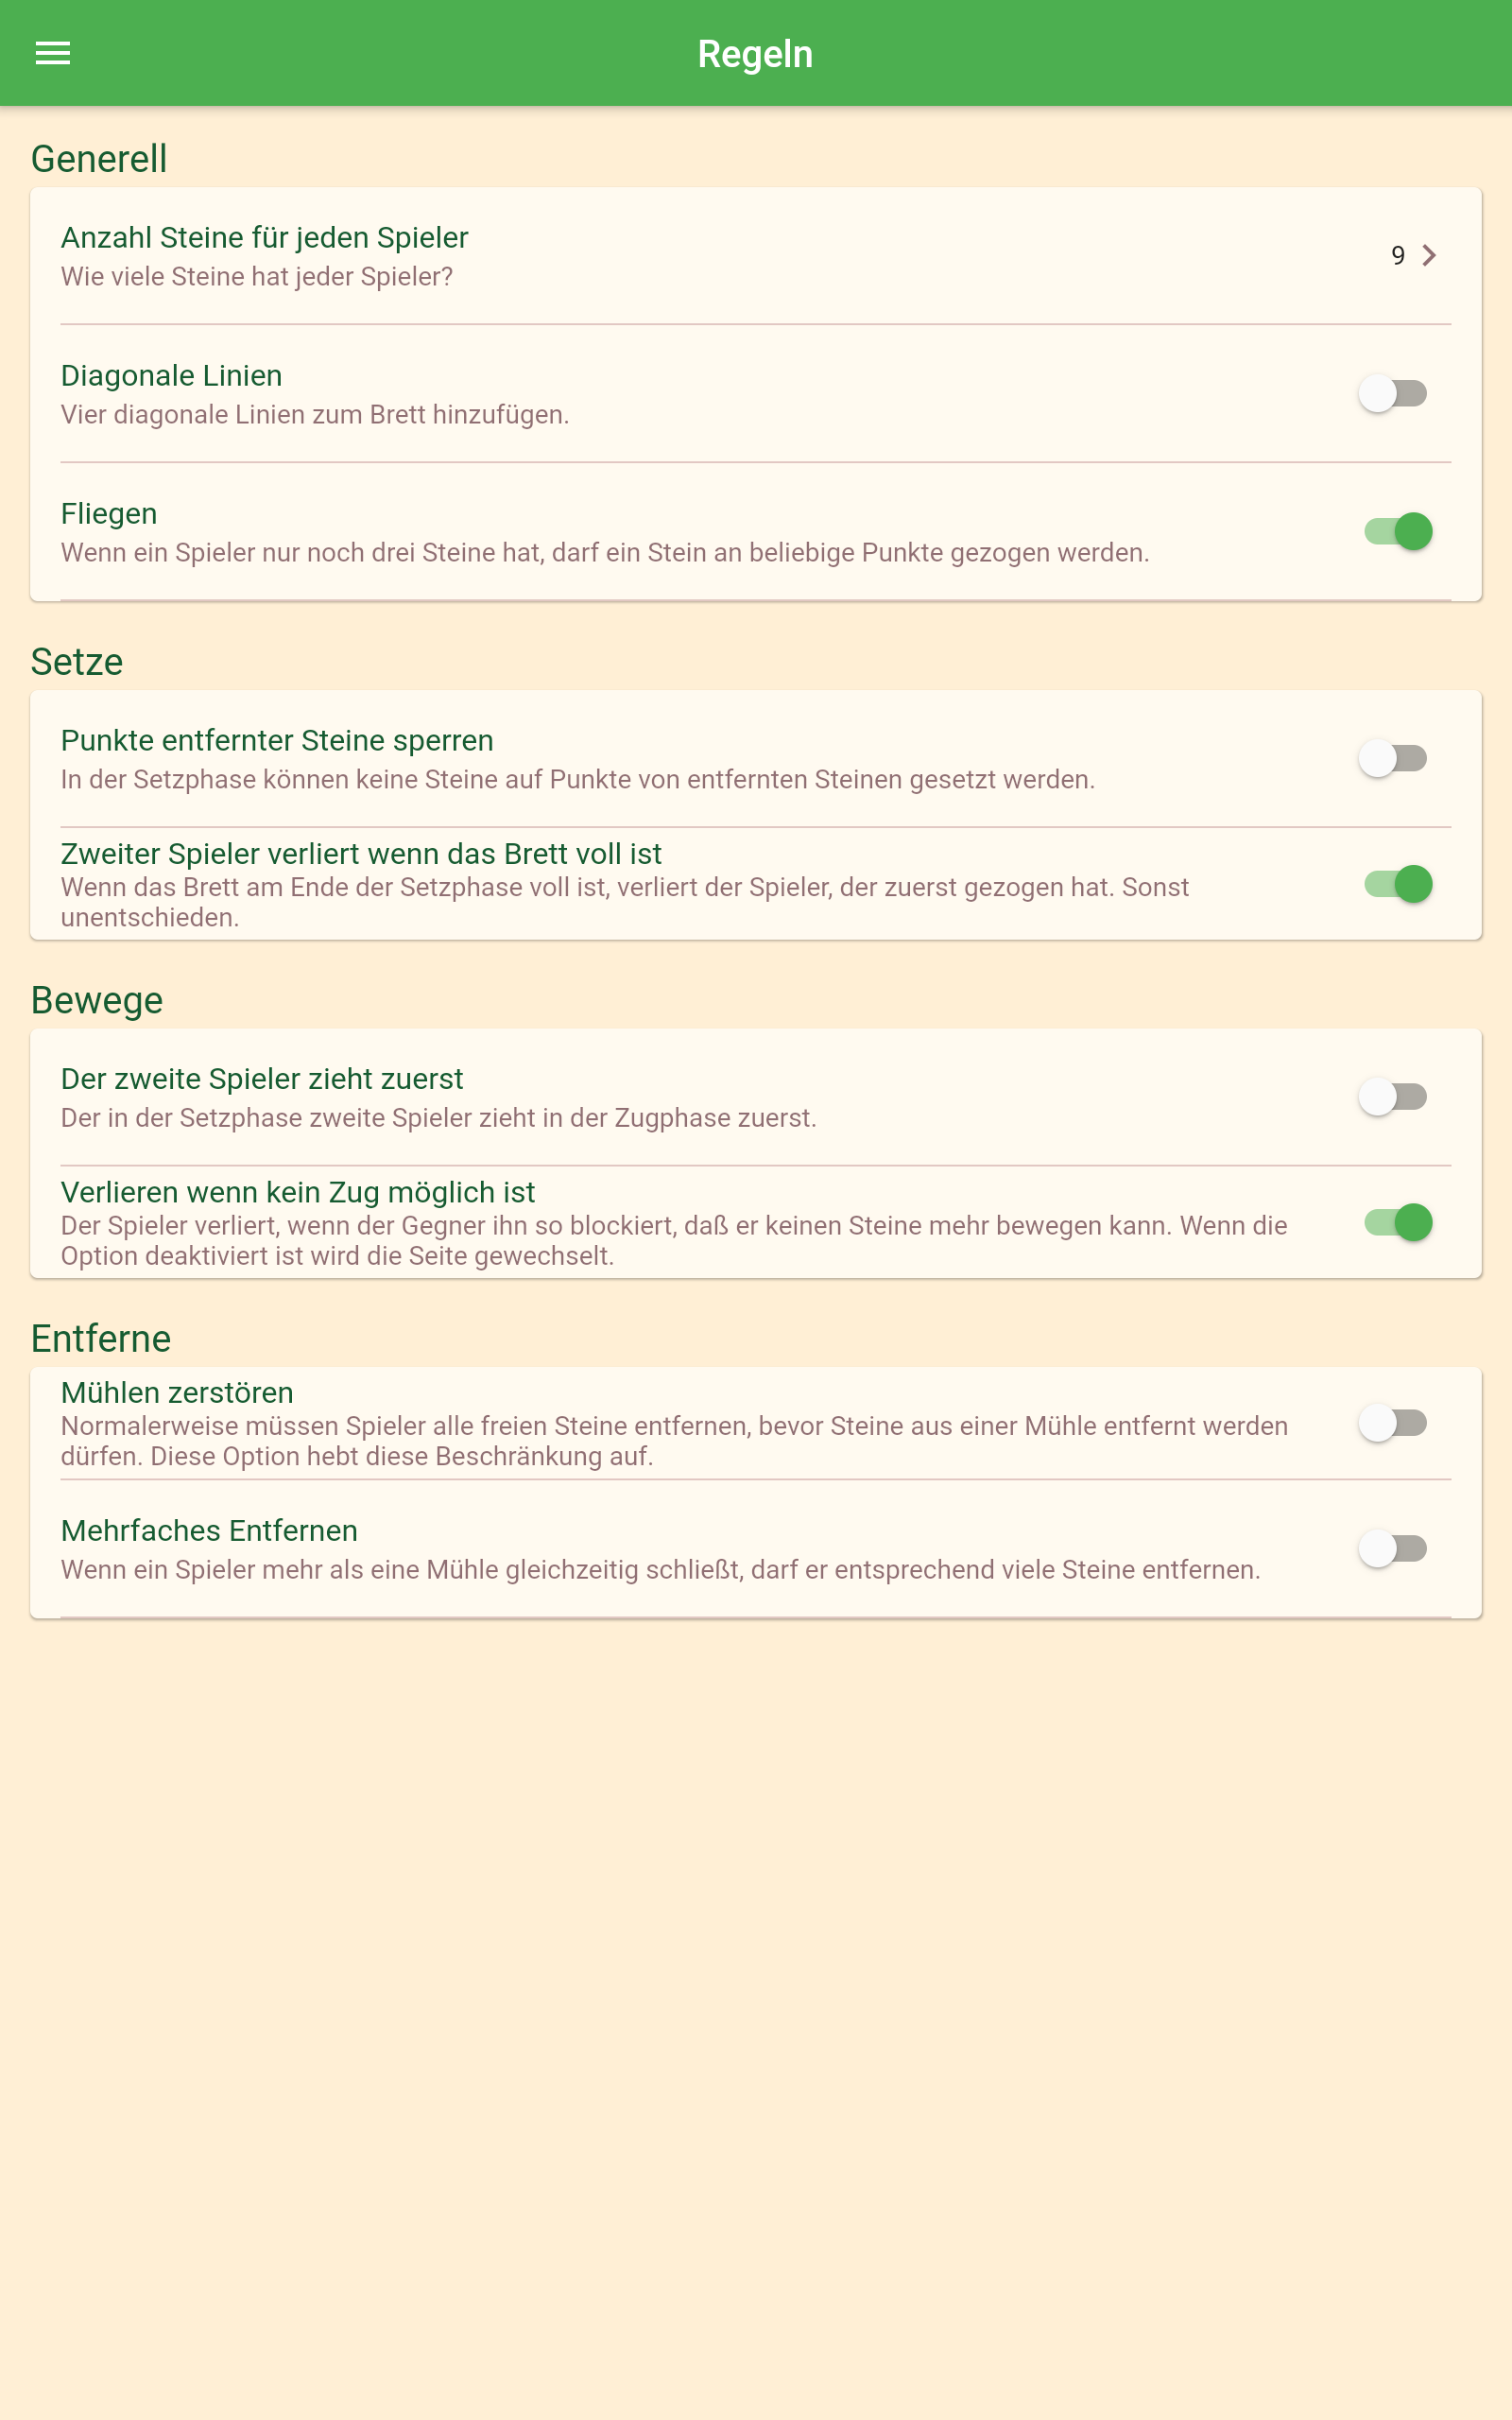 Regeln
Generell
Anzahl Steine für jeden Spieler
Wie viele Steine hat jeder Spieler?
9
Diagonale Linien
Vier diagonale Linien zum Brett hinzufügen.
Fliegen
Wenn ein Spieler nur noch drei Steine hat, darf ein Stein an beliebige Punkte gezogen werden.
Setze
Punkte entfernter Steine sperren
In der Setzphase können keine Steine auf Punkte von entfernten Steinen gesetzt werden.
Zweiter Spieler verliert wenn das Brett voll ist
Wenn das Brett am Ende der Setzphase voll ist, verliert der Spieler, der zuerst gezogen hat. Sonst
unentschieden.
Bewege
Der zweite Spieler zieht zuerst
Der in der Setzphase zweite Spieler zieht in der Zugphase zuerst.
Verlieren wenn kein Zug möglich ist
Der Spieler verliert, wenn der Gegner ihn so blockiert, daß er keinen Steine mehr bewegen kann. Wenn die
Option deaktiviert ist wird die Seite gewechselt.
Entferne
Mühlen zerstören
Normalerweise müssen Spieler alle freien Steine entfernen, bevor Steine aus einer Mühle entfernt werden
dürfen. Diese Option hebt diese Beschränkung auf.
Mehrfaches Entfernen
Wenn ein Spieler mehr als eine Mühle gleichzeitig schließt, darf er entsprechend viele Steine entfernen.